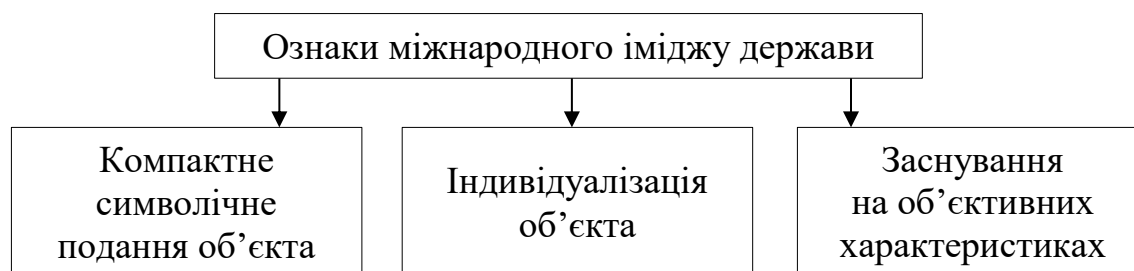 Ознаки міжнародного іміджу держави
Компактне
символічне
подання об’єкта
Індивідуалізація
об’єкта
Заснування
на об’єктивних
характеристиках